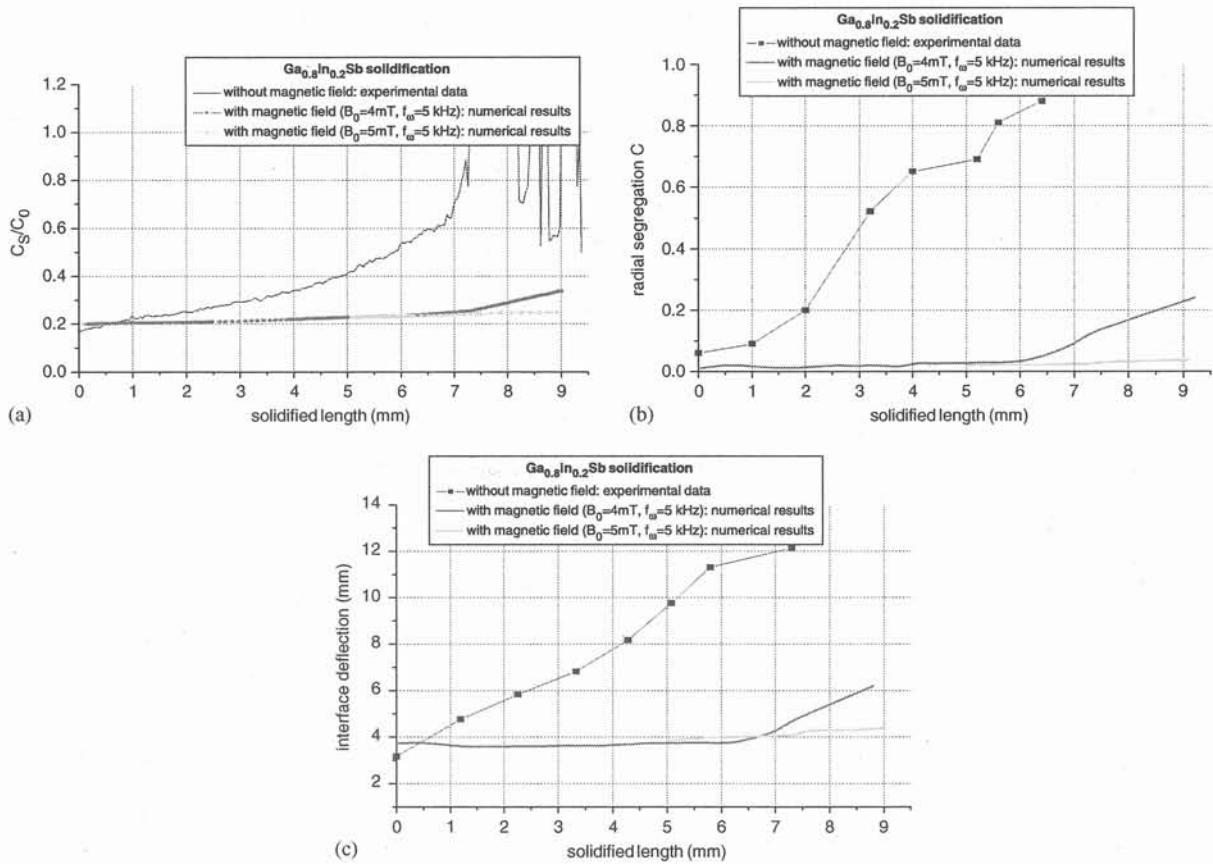 Ga0.8In0.2Sb solidification
without magnetic field: experimental data
with magnetic field (B0=4mT, fω=5 kHz): numerical results
with magnetic field (B0=5mT, fω=5 kHz): numerical results
1.2
1.0
0.8
0.6
0.4
0.2
0.0
CS/C0
0 1 2 3 4 5 6 7 8 9
solidified length (mm)
(a)
Ga0.8In0.2Sb solidification
without magnetic field: experimental data
with magnetic field (B0=4mT, fω=5 kHz): numerical results
with magnetic field (B0=5mT, fω=5 kHz): numerical results
1.0
0.8
0.6
0.4
0.2
0.0
radial segregation C
0 1 2 3 4 5 6 7 8 9
solidified length (mm)
(b)
Ga0.8In0.2Sb solidification
without magnetic field: experimental data
with magnetic field (B0=4mT, fω=5 kHz): numerical results
with magnetic field (B0=5mT, fω=5 kHz): numerical results
14
12
10
8
6
4
2
interface deflection (mm)
0 1 2 3 4 5 6 7 8 9
solidified length (mm)
(c)